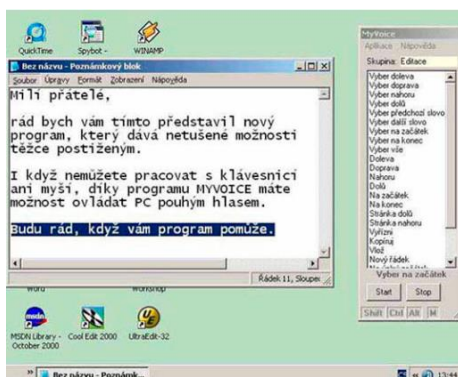 QuickTime
Spybot -
WINAMP
Bez názvu - Poznámkový blok
Soubor Úpravy Formát Zobrazení Nápověda
Milí přátelé,
rád bych vám tímto představil nový
program, který dává netušené možnosti
těžce postiženým.
I když nemůžete pracovat s klávesnicí
ani myší, díky programu MYVOICE máte
možnost ovládat PC pouhým hlasem.
Budu rád, když vám program pomůže.
Řádek 11, Sloupec
MyVoice
Aplikace Nápověda
Skupina: Editace
Vyber doleva
Vyber doprava
Vyber nahoru
Vyber dolů
Vyber předchozí slovo
Vyber další slovo
Vyber na začátek
Vyber na konec
Vyber vše
Doleva
Doprava
Nahoru
Dolů
Na začátek
Na konec
Stránka dolů
Stránka nahoru
Vyřízni
Kopíruj
Vlož
Nový řádek
Vyber na začátek
Start Stop
Shift Ctrl Alt M
Word
Workshop
MSDN Library -
October 2000
Cool Edit 2000
UltraEdit-32
Bez názvu - Poznámk...
13:44